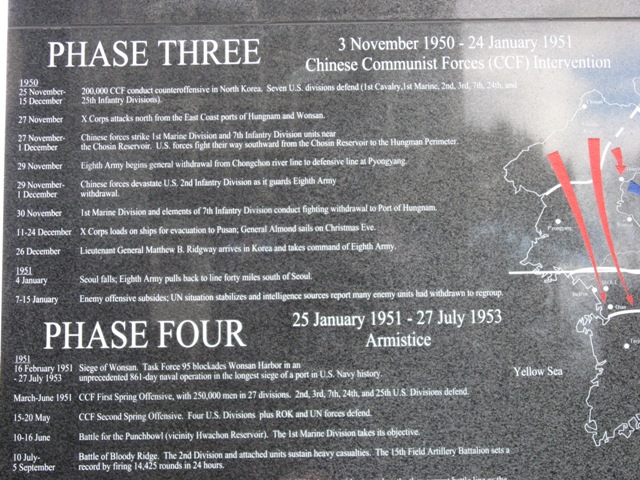 PHASE THREE
3 November 1950 - 24 January 1951
Chinese Communist Forces (CCF) Intervention
1950
25 November- 200,000 CCF conduct counteroffensive in North Korea. Seven U.S. divisions defend (1st Cavalry,1st Marine, 2nd, 3rd, 7th, 24th, and
15 December 25th Infantry Divisions).
27 November X Corps attacks north from the East Coast ports of Hungnam and Wonsan.
27 November- Chinese forces strike 1st Marine Division and 7th Infantry Division units near
1 December the Chosin Reservoir. U.S. forces fight their way southward from the Chosin Reservoir to the Hungman Perimeter.
29 November Eighth Army begins general withdrawal from Chongchon river line to defensive line at Pyongyang.
29 November- Chinese forces devastate U.S. 2nd Infantry Division as it guards Eighth Army
1 December withdrawal.
30 November 1st Marine Division and elements of 7th Infantry Division conduct fighting withdrawal to Port of Hungnam.
11-24 December X Corps loads on ships for evacuation to Pusan; General Almond sails on Christmas Eve.
26 December Lieutenant General Matthew B. Ridgway arrives in Korea and takes command of Eighth Army.
1951
4 January Seoul falls; Eighth Army pulls back to line forty miles south of Seoul.
7-15 January Enemy offensive subsides; UN situation stabilizes and intelligence sources report many enemy units had withdrawn to regroup.
Pyongyang
SEOUL
Inchon
Osan
PHASE FOUR
25 January 1951 - 27 July 1953
Armistice
1951
16 February 1951 Siege of Wonsan. Task Force 95 blockades Wonsan Harbor in an
- 27 July 1953 unprecedented 861-day naval operation in the longest siege of a port in U.S. Navy history.
March-June 1951 CCF First Spring Offensive, with 250,000 men in 27 divisions. 2nd, 3rd, 7th, 24th, and 25th U.S. Divisions defend.
15-20 May CCF Second Spring Offensive. Four U.S. Divisions plus ROK and UN forces defend.
10-16 June Battle for the Punchbowl (vicinity Hwachon Reservoir). The 1st Marine Division takes its objective.
10 July- Battle of Bloody Ridge. The 2nd Division and attached units sustain heavy casualties. The 15th Field Artillery Battalion sets a
5 September record by firing 14,425 rounds in 24 hours.
Yellow Sea